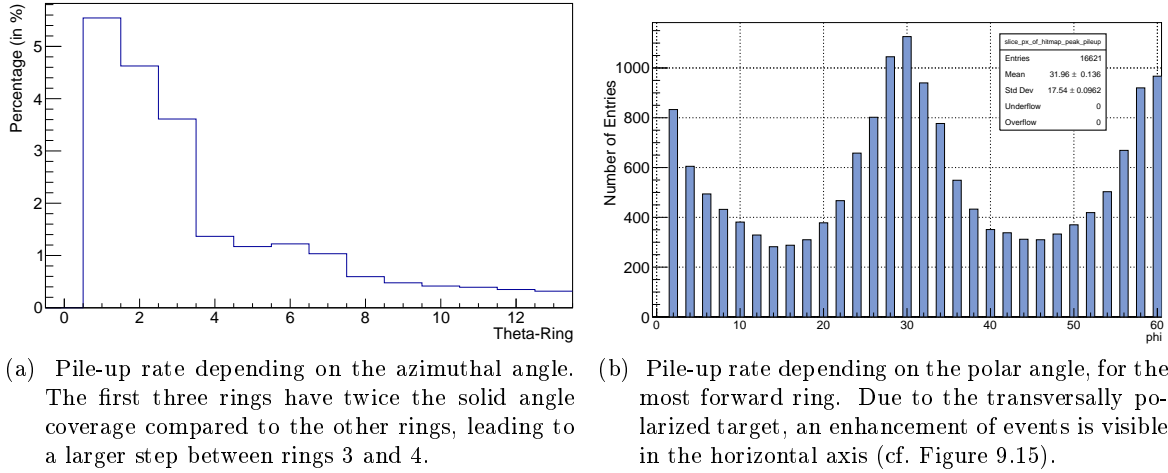 Percentage (in %)
5
4
3
2
1
0
0 2 4 6 8 10 12
Theta-Ring
Number of Entries
1000
800
600
400
200
0
0 10 20 30 40 50 60
phi
slice_px_of_hitmap_peak_pileup
Entries 16621
Mean 31.96 ± 0.136
Std Dev 17.54 ± 0.0962
Underflow 0
Overflow 0
(a) Pile-up rate depending on the azimuthal angle.
The first three rings have twice the solid angle
coverage compared to the other rings, leading to
a larger step between rings 3 and 4.
(b) Pile-up rate depending on the polar angle, for the
most forward ring. Due to the transversally po-
larized target, an enhancement of events is visible
in the horizontal axis (cf. Figure 9.15).